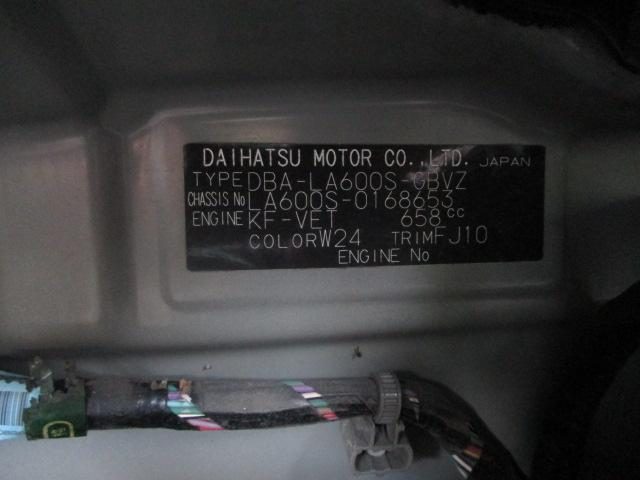 DAIHATSU MOTOR CO.,LTD. JAPAN
TYPE DBA-LA600S-GBVZ
CHASSIS No LA600S-0168653
ENGINE KF-VET 658cc
COLOR W24 TRIM FJ10
ENGINE No